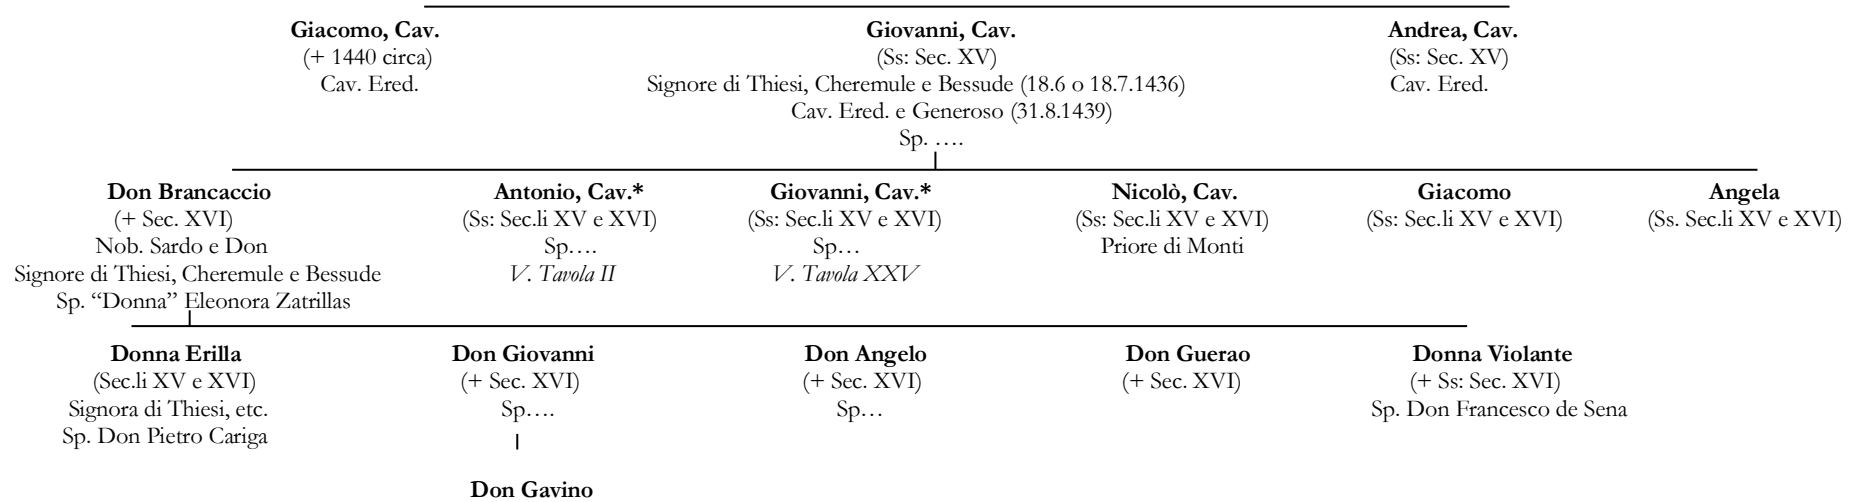 Giacomo, Cav.
(+ 1440 circa)
Cav. Ered.
Giovanni, Cav.
(Ss: Sec. XV)
Signore di Thiesi, Cheremule e Bessude (18.6 o 18.7.1436)
Cav. Ered. e Generoso (31.8.1439)
Sp. ….
Andrea, Cav.
(Ss: Sec. XV)
Cav. Ered.
Don Brancaccio
(+ Sec. XVI)
Nob. Sardo e Don
Signore di Thiesi, Cheremule e Bessude
Sp. “Donna” Eleonora Zatrillas
Antonio, Cav.*
(Ss: Sec.li XV e XVI)
Sp….
V. Tavola II
Giovanni, Cav.*
(Ss: Sec.li XV e XVI)
Sp…
V. Tavola XXV
Nicolò, Cav.
(Ss: Sec.li XV e XVI)
Priore di Monti
Giacomo
(Ss: Sec.li XV e XVI)
Angela
(Ss. Sec.li XV e XVI)
Donna Erilla
(Sec.li XV e XVI)
Signora di Thiesi, etc.
Sp. Don Pietro Cariga
Don Giovanni
(+ Sec. XVI)
Sp….
Don Angelo
(+ Sec. XVI)
Sp…
Don Guerao
(+ Sec. XVI)
Donna Violante
(+ Ss: Sec. XVI)
Sp. Don Francesco de Sena
Don Gavino